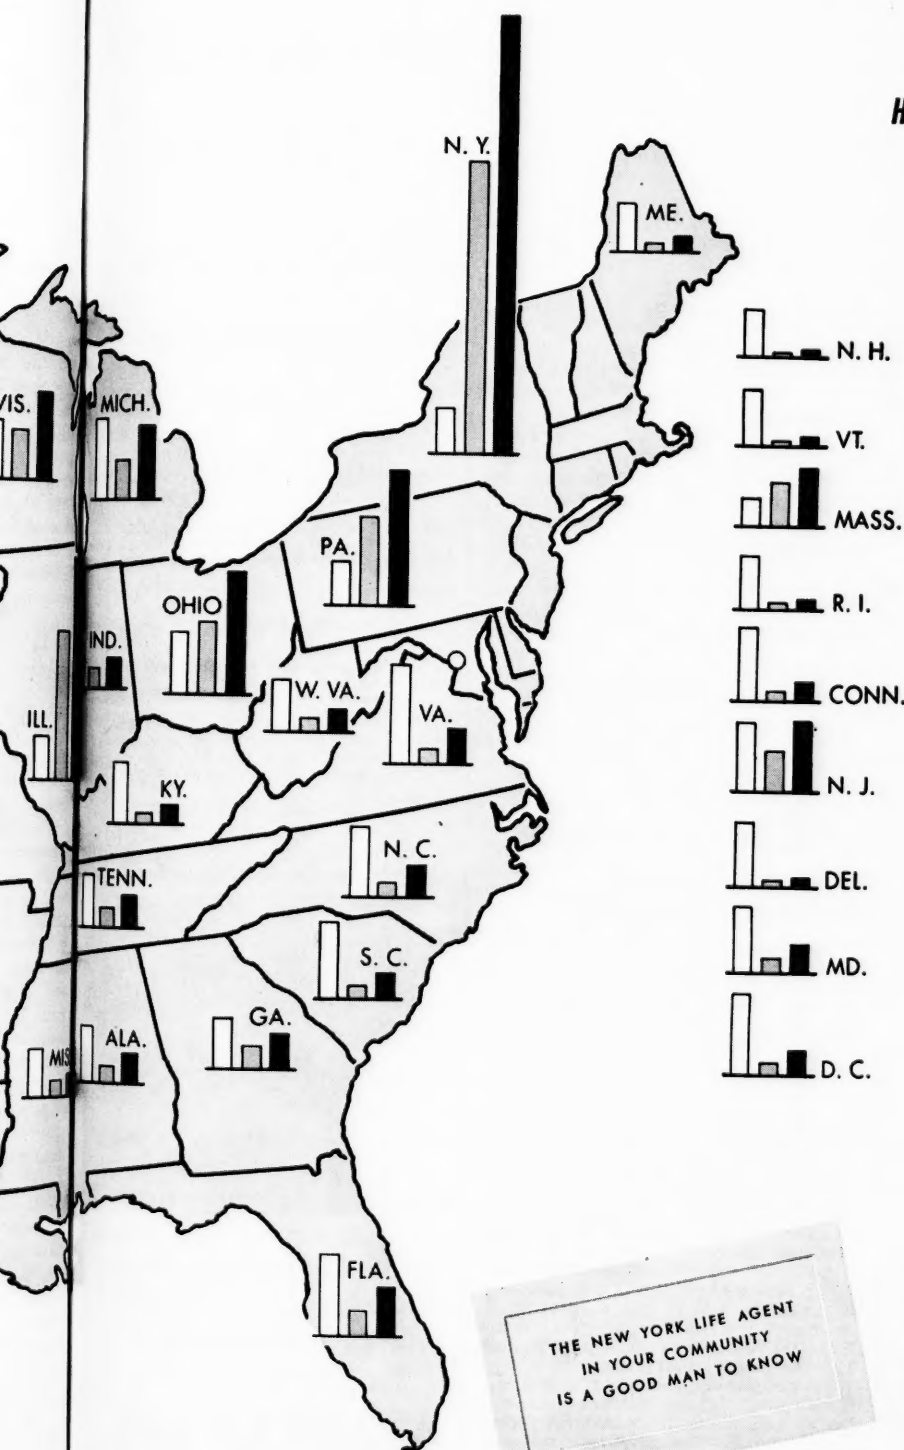 H
N. Y.
ME.
N. H.
VIS.
MICH.
VT.
MASS.
PA.
OHIO
R. I.
IND.
W. VA.
CONN.
ILL.
VA.
N. J.
KY.
N. C.
TENN.
DEL.
S. C.
MD.
GA.
ALA.
MIS
D. C.
FLA.
THE NEW YORK LIFE AGENT
IN YOUR COMMUNITY
IS A GOOD MAN TO KNOW